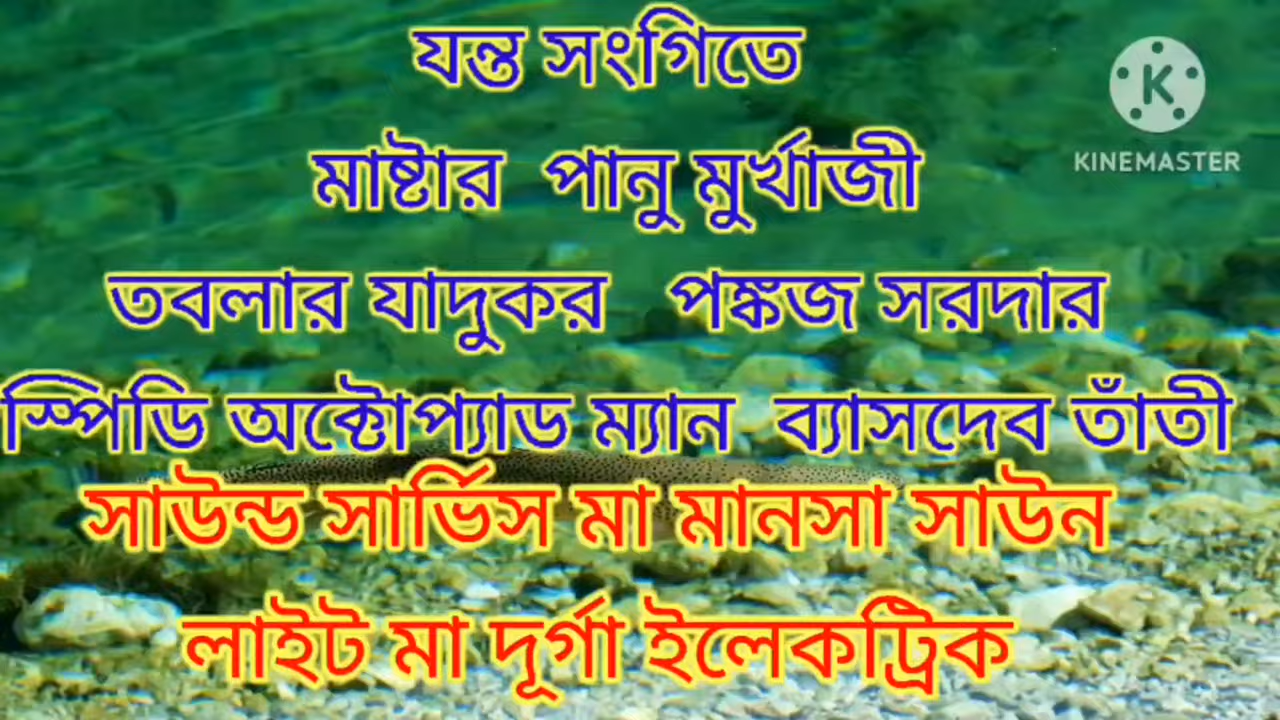 যন্ত সংগিতে
K
KINEMASTER
মাষ্টার পানু মুর্খাজী
তবলার যাদুকর পঙ্কজ সরদার
স্পিডি অক্টোপ্যাড ম্যান ব্যাসদেব তাঁতী
সাউন্ড সার্ভিস মা মানসা সাউন
লাইট মা দূর্গা ইলেকট্রিক